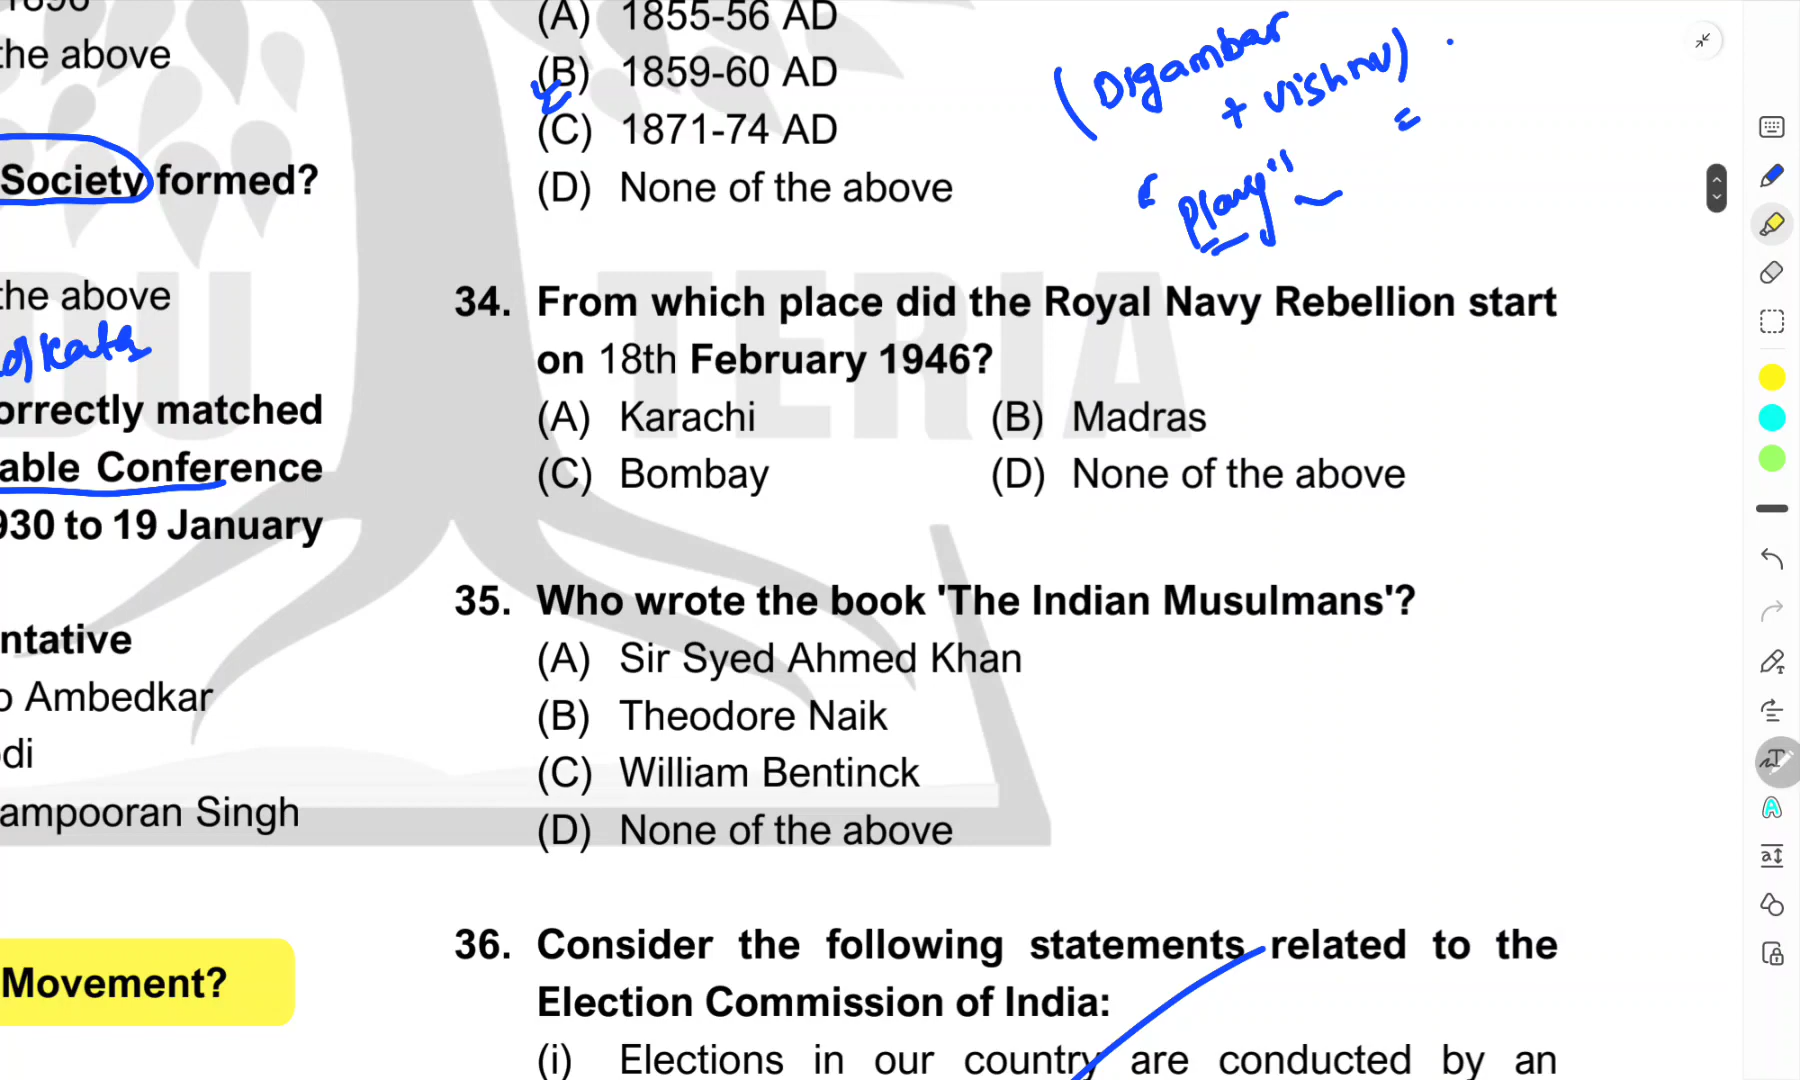 1896
the above
Society formed?
the above
orrectly matched
able Conference
930 to 19 January
ntative
o Ambedkar
di
ampooran Singh
Movement?
(A) 1855-56 AD
(B) 1859-60 AD
(C) 1871-74 AD
(D) None of the above
(Digambar
+ Vishnu)
"Play"
34. From which place did the Royal Navy Rebellion start
on 18th February 1946?
(A) Karachi (B) Madras
(C) Bombay (D) None of the above
35. Who wrote the book 'The Indian Musulmans'?
(A) Sir Syed Ahmed Khan
(B) Theodore Naik
(C) William Bentinck
(D) None of the above
36. Consider the following statements related to the
Election Commission of India:
(i) Elections in our country are conducted by an
DU TERIA